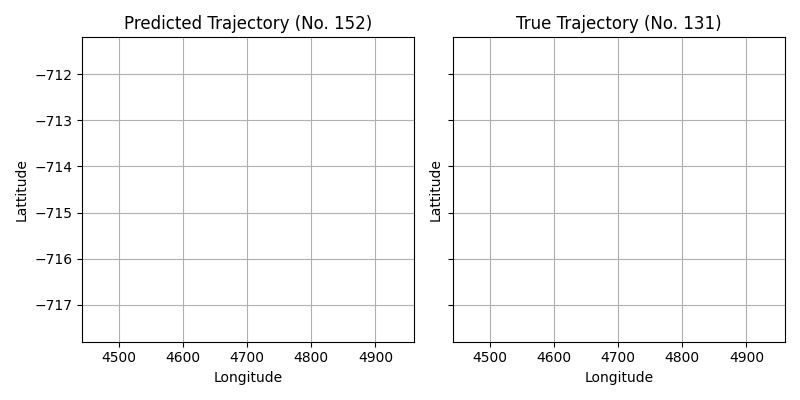 Predicted Trajectory (No. 152)
True Trajectory (No. 131)
−712
−713
−714
−715
−716
−717
Lattitude
Lattitude
4500 4600 4700 4800 4900
4500 4600 4700 4800 4900
Longitude
Longitude